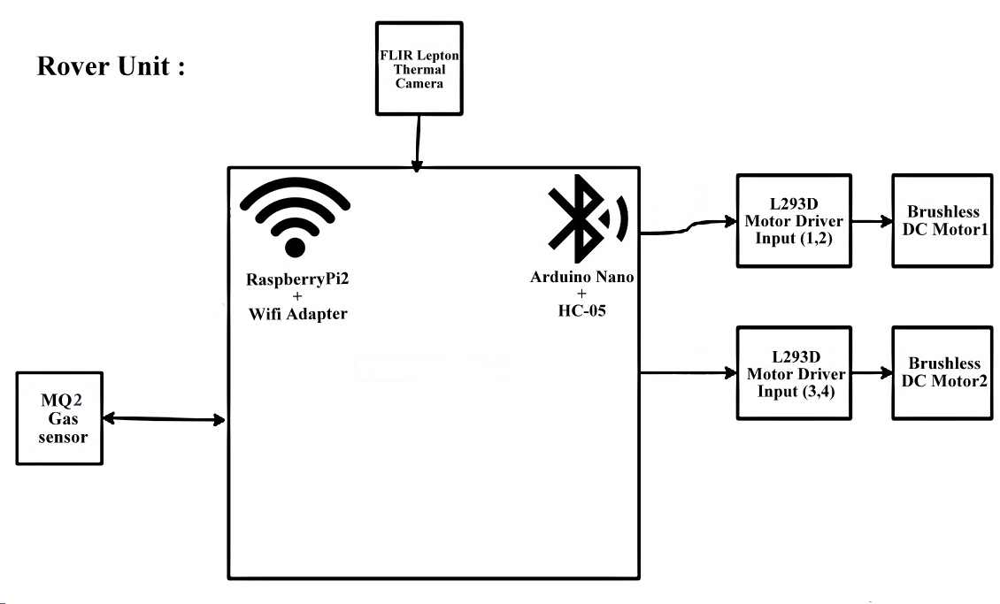 Rover Unit :
FLIR Lepton
Thermal
Camera
RaspberryPi2
+
Wifi Adapter
Arduino Nano
+
HC-05
L293D
Motor Driver
Input (1,2)
Brushless
DC Motor1
L293D
Motor Driver
Input (3,4)
Brushless
DC Motor2
MQ2
Gas
sensor